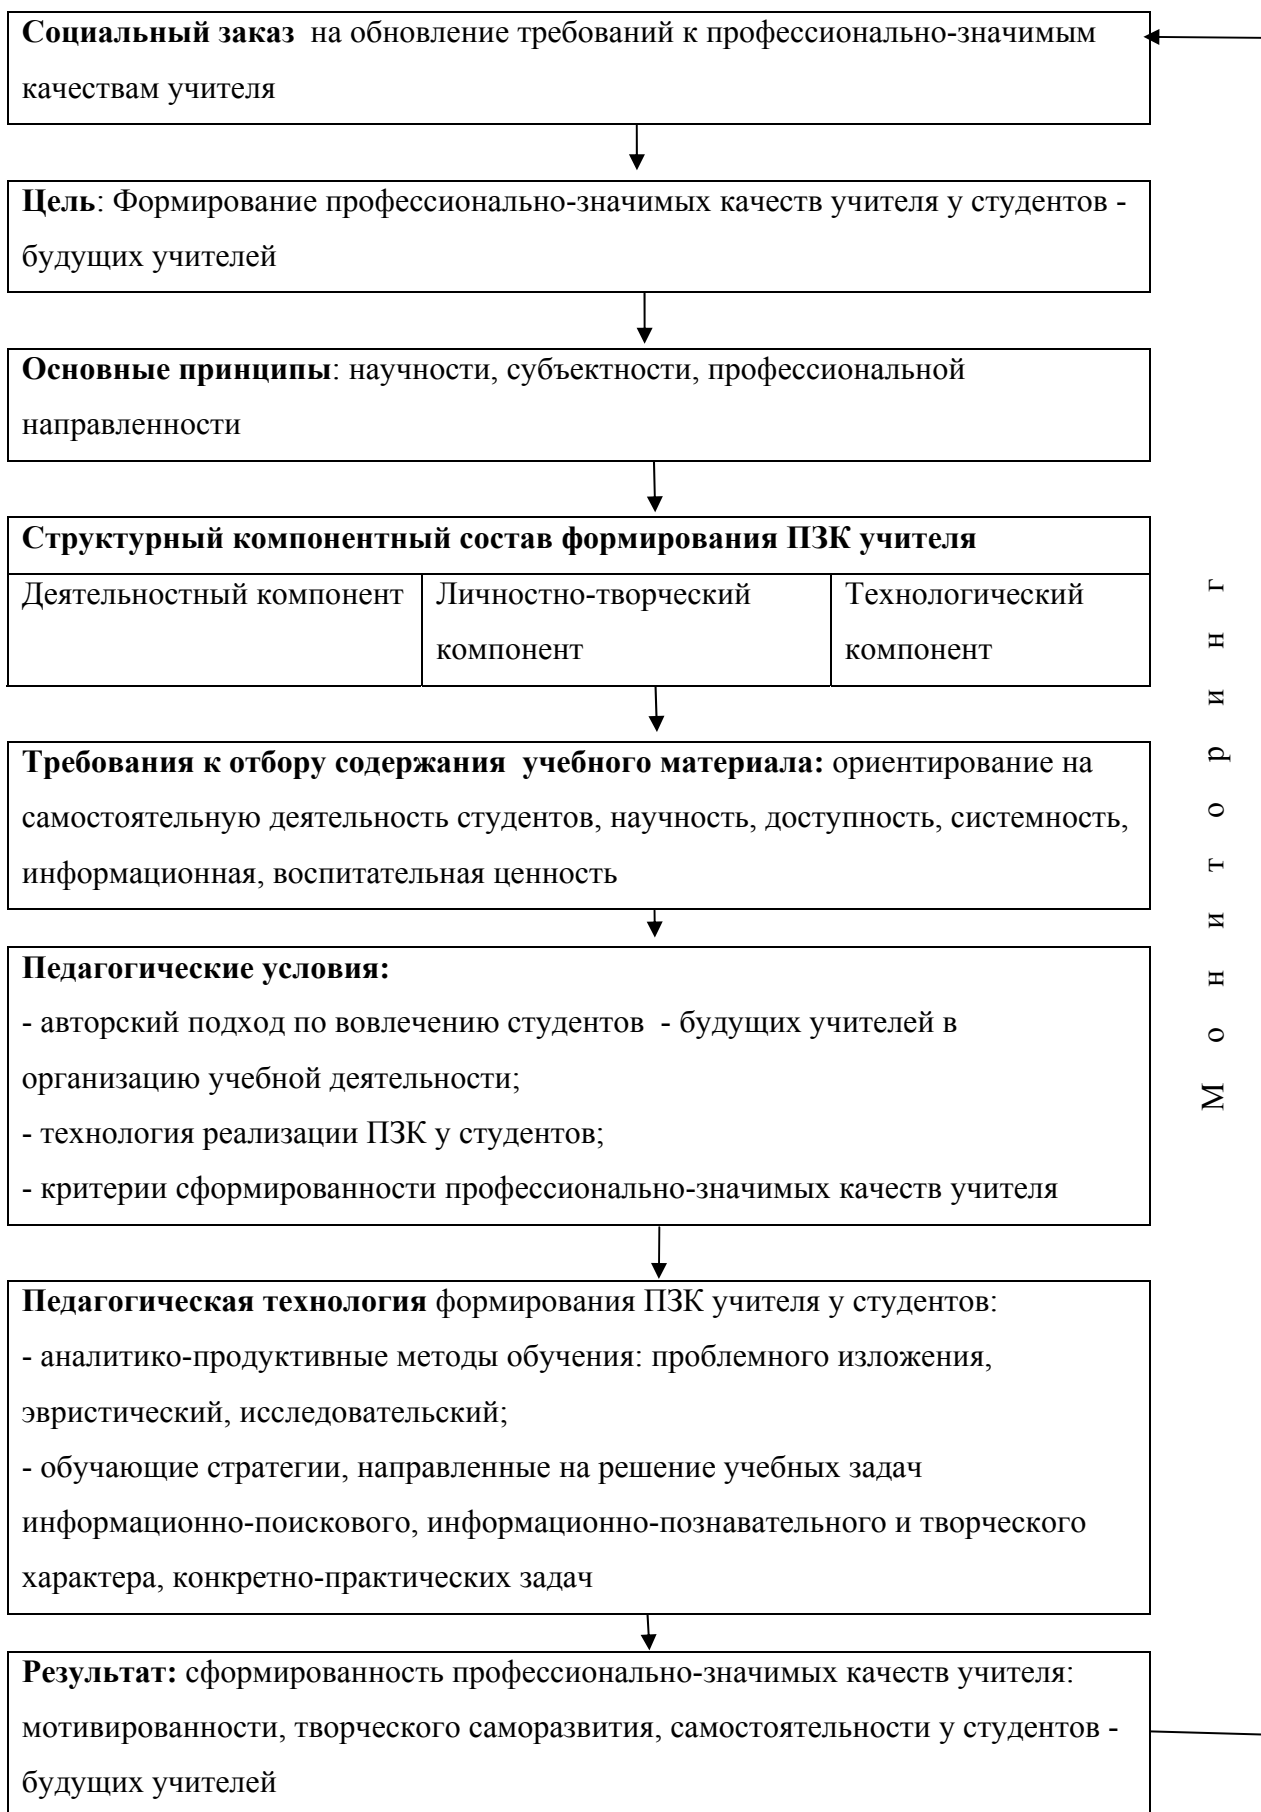 Социальный заказ на обновление требований к профессионально-значимым
качествам учителя
Цель: Формирование профессионально-значимых качеств учителя у студентов -
будущих учителей
Основные принципы: научности, субъектности, профессиональной
направленности
Структурный компонентный состав формирования ПЗК учителя
Деятельностный компонент
Личностно-творческий
компонент
Технологический
компонент
Требования к отбору содержания учебного материала: ориентирование на
самостоятельную деятельность студентов, научность, доступность, системность,
информационная, воспитательная ценность
Педагогические условия:
- авторский подход по вовлечению студентов - будущих учителей в
организацию учебной деятельности;
- технология реализации ПЗК у студентов;
- критерии сформированности профессионально-значимых качеств учителя
Педагогическая технология формирования ПЗК учителя у студентов:
- аналитико-продуктивные методы обучения: проблемного изложения,
эвристический, исследовательский;
- обучающие стратегии, направленные на решение учебных задач
информационно-поискового, информационно-познавательного и творческого
характера, конкретно-практических задач
Результат: сформированность профессионально-значимых качеств учителя:
мотивированности, творческого саморазвития, самостоятельности у студентов -
будущих учителей
М о н и т о р и н г